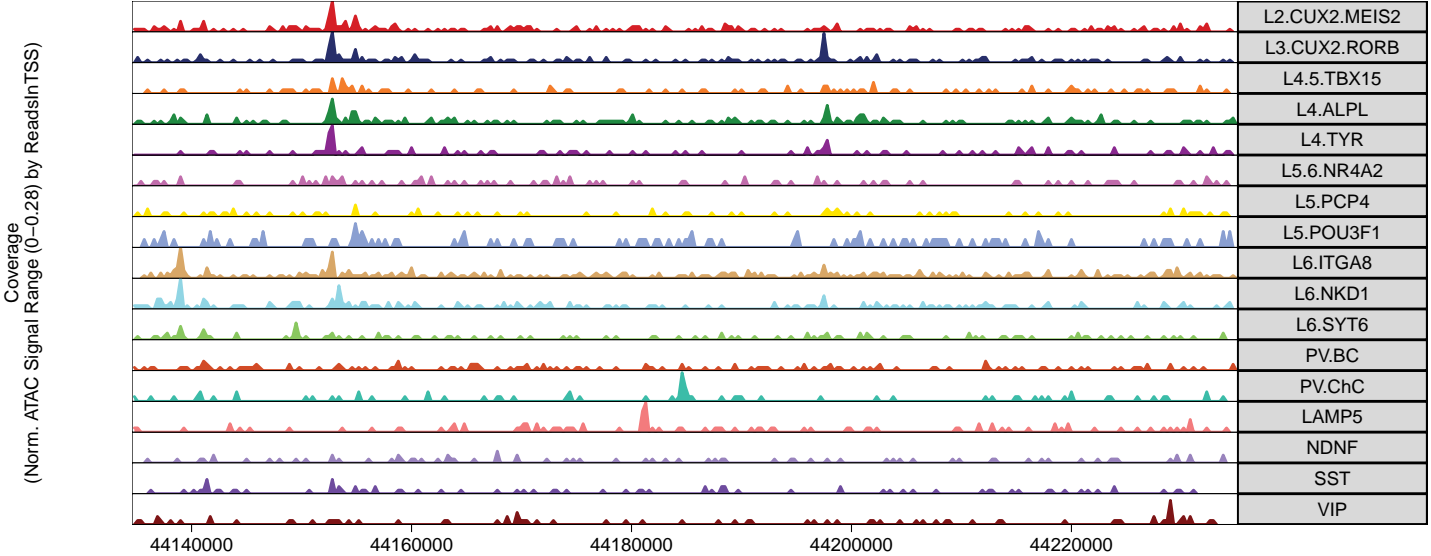 Coverage
(Norm. ATAC Signal Range (0−0.28) by ReadsInTSS)
L2.CUX2.MEIS2
L3.CUX2.RORB
L4.5.TBX15
L4.ALPL
L4.TYR
L5.6.NR4A2
L5.PCP4
L5.POU3F1
L6.ITGA8
L6.NKD1
L6.SYT6
PV.BC
PV.ChC
LAMP5
NDNF
SST
VIP
44140000 44160000 44180000 44200000 44220000